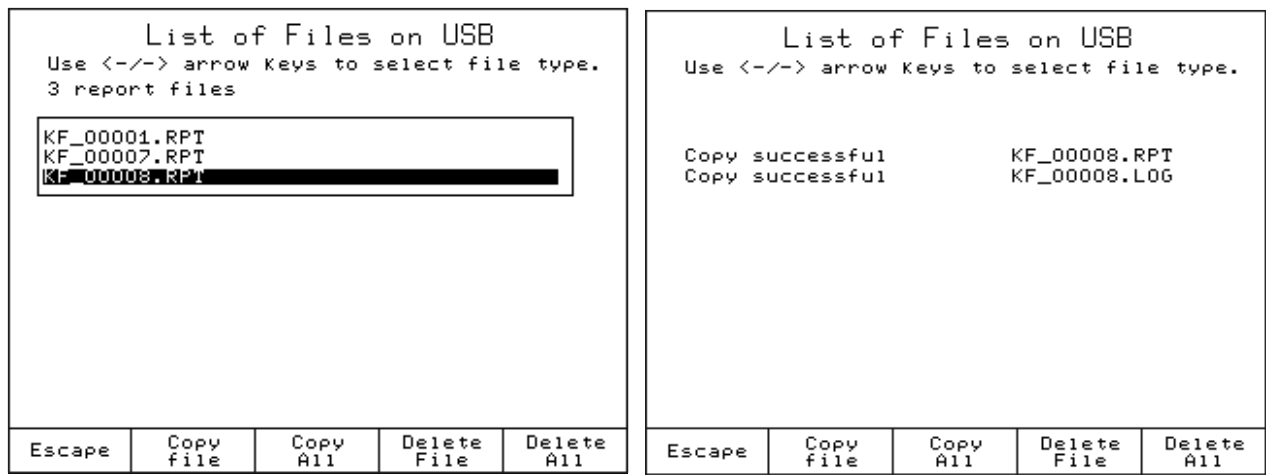 List of Files on USB
Use <-/-> arrow Keys to select file type.
3 report files
KF_00001.RPT
KF_00007.RPT
KF_00008.RPT
Escape
Copy
file
Copy
All
Delete
File
Delete
All
List of Files on USB
Use <-/-> arrow Keys to select file type.
Copy successful KF_00008.RPT
Copy successful KF_00008.LOG
Escape
Copy
file
Copy
All
Delete
File
Delete
All